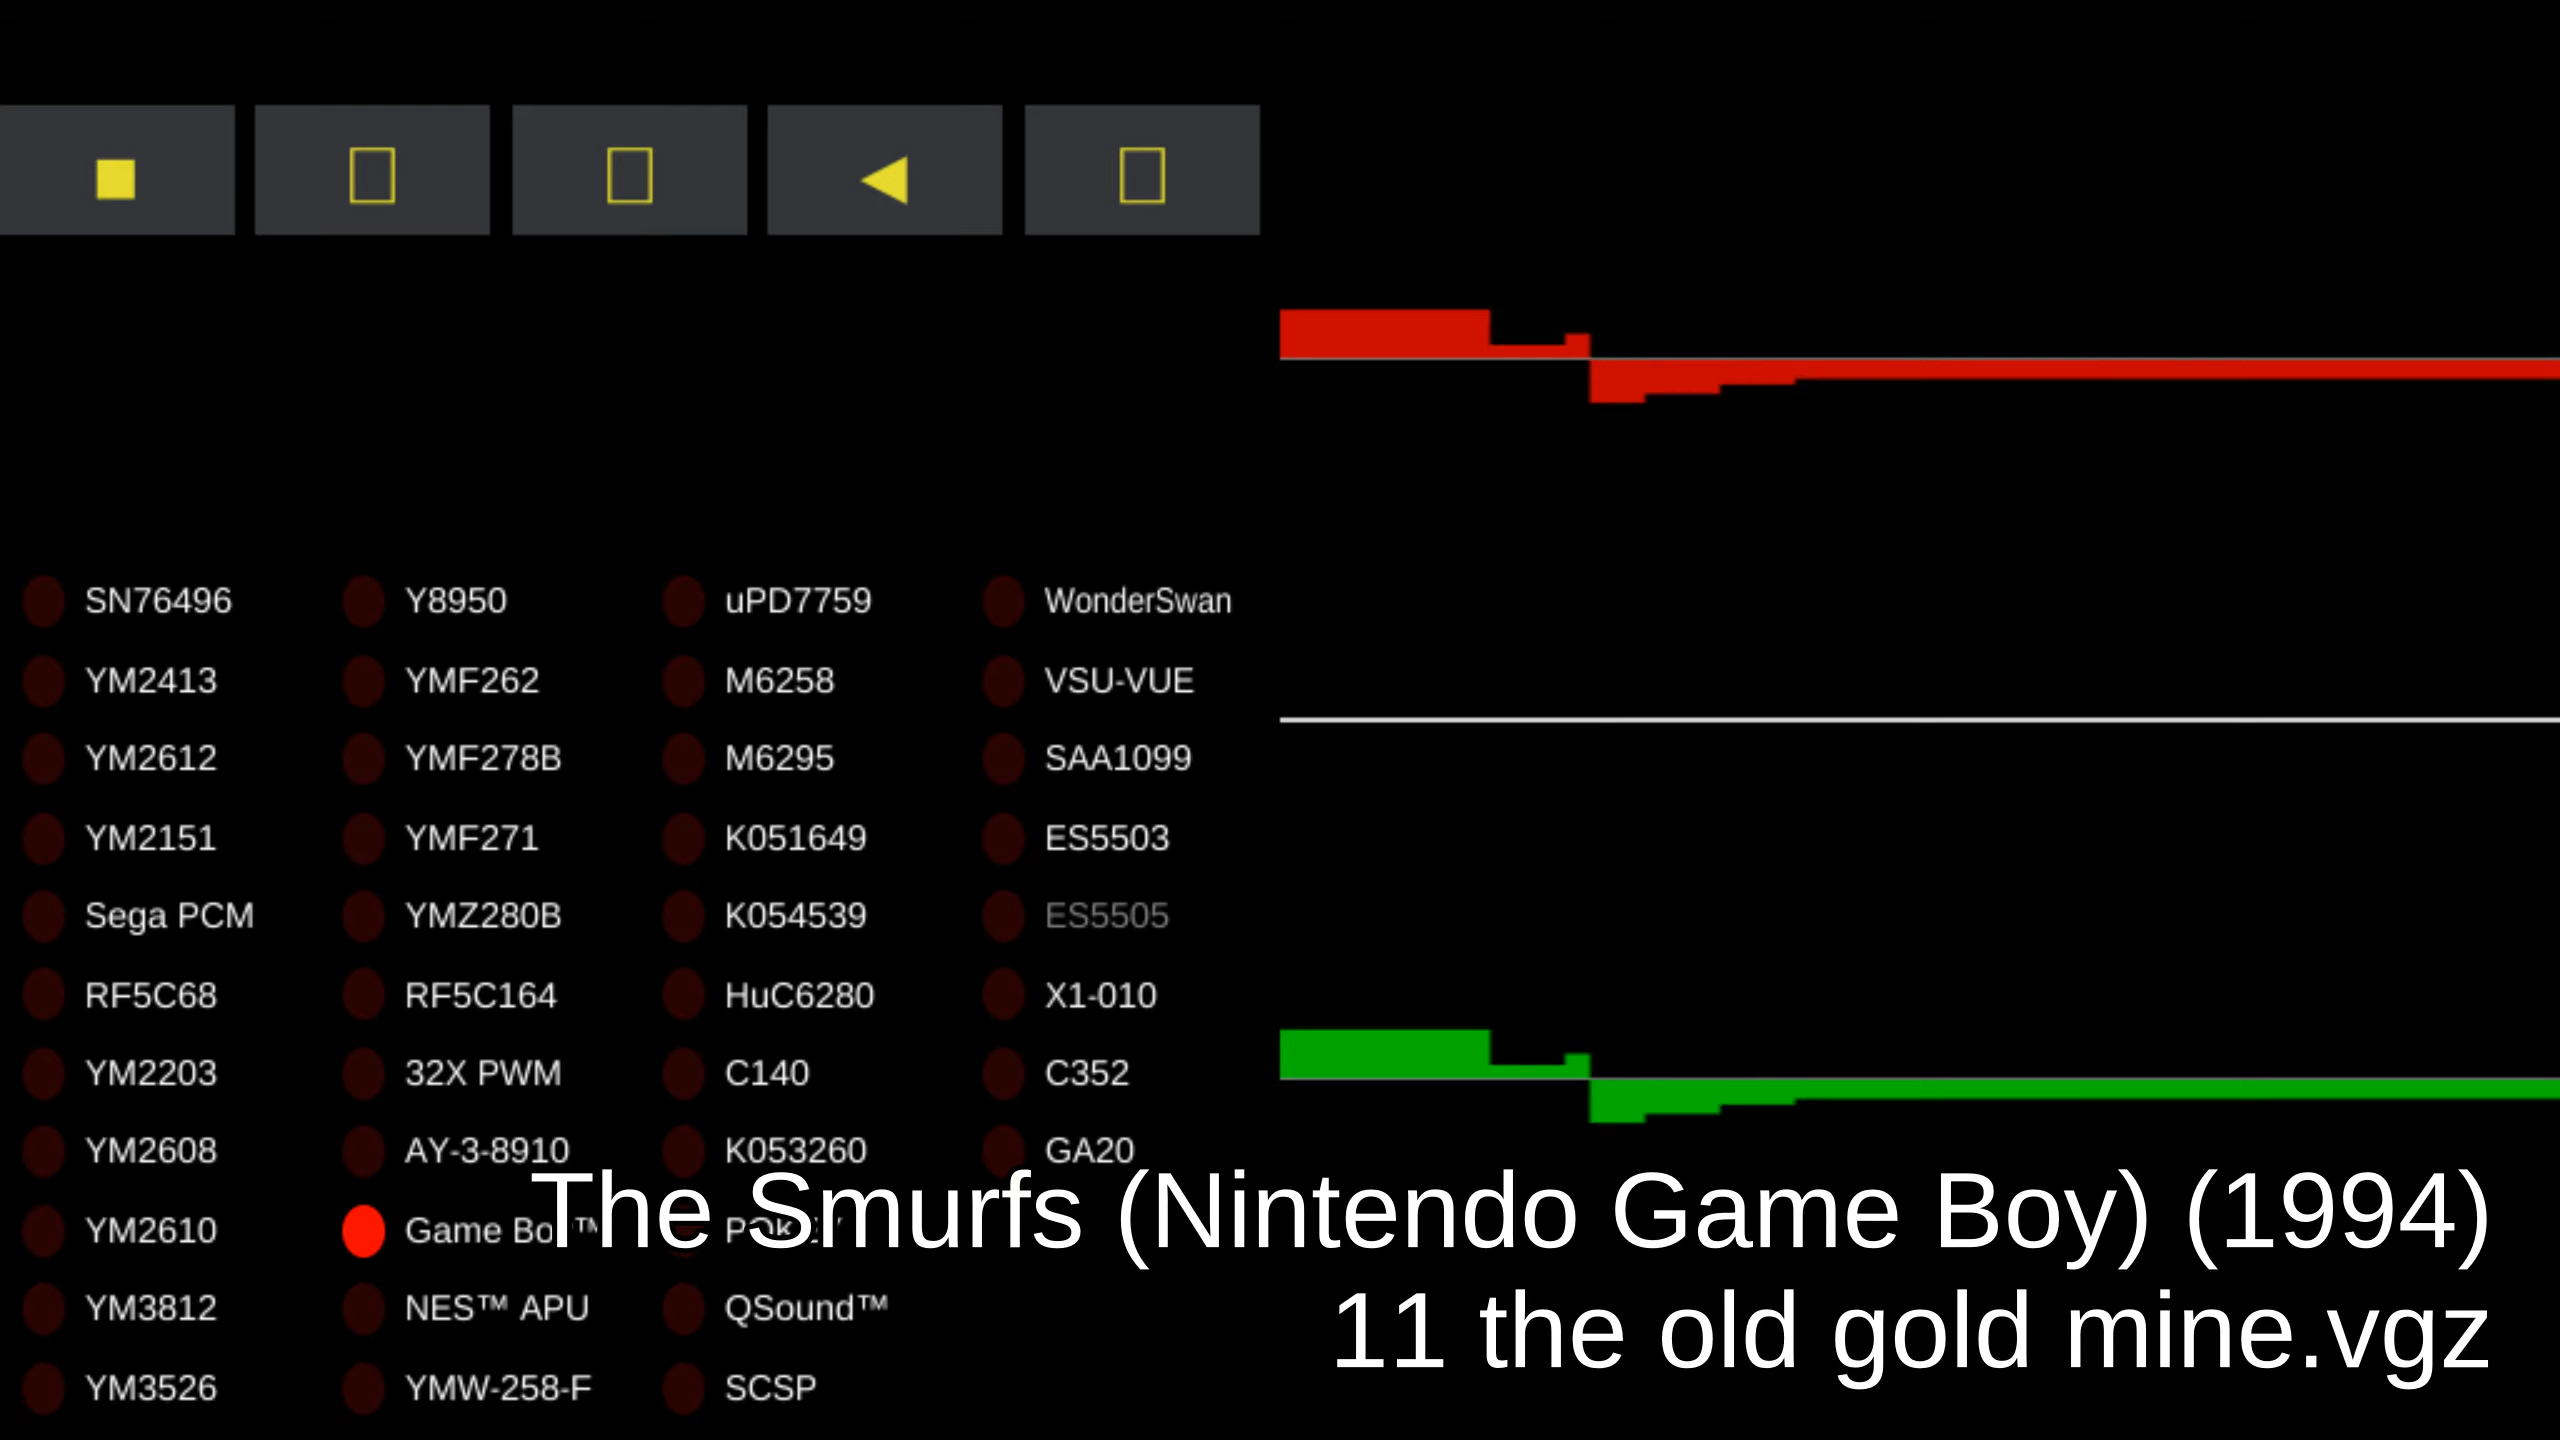 SN76496 Y8950 uPD7759 WonderSwan
YM2413 YMF262 M6258 VSU-VUE
YM2612 YMF278B M6295 SAA1099
YM2151 YMF271 K051649 ES5503
Sega PCM YMZ280B K054539 ES5505
RF5C68 RF5C164 HuC6280 X1-010
YM2203 32X PWM C140 C352
YM2608 AY-3-8910 K053260 GA20
YM2610 Game Boy™
YM3812 NES™ APU QSound™
YM3526 YMW-258-F SCSP
The Smurfs (Nintendo Game Boy) (1994)
11 the old gold mine.vgz